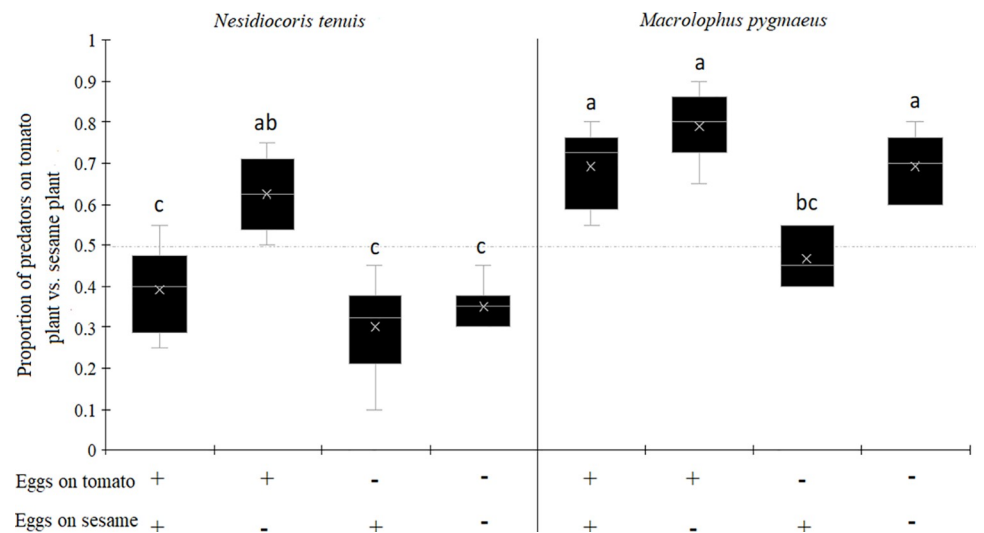 Nesidiocoris tenuis Macrolophus pygmaeus
Proportion of predators on tomato
plant vs. sesame plant
1
0.9
0.8
0.7
0.6
0.5
0.4
0.3
0.2
0.1
0
c ab c c a a bc a
Eggs on tomato + + - - + + - -
Eggs on sesame + - + - + - + -